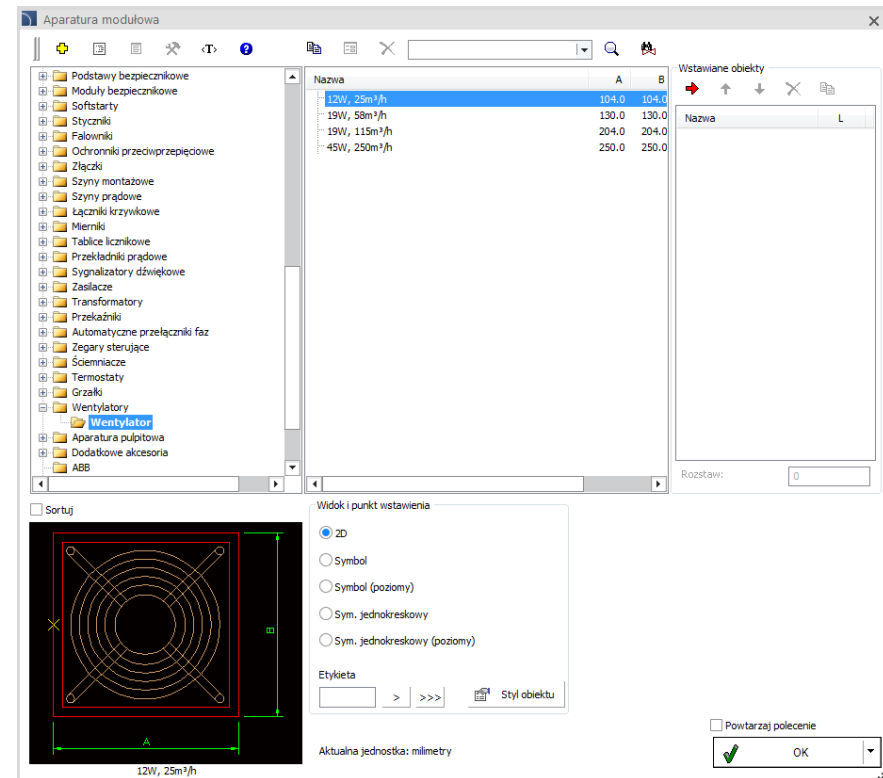 Aparatura modułowa
‹T›
Podstawy bezpiecznikowe
Moduły bezpiecznikowe
Softstarty
Styczniki
Falowniki
Ochronniki przeciwprzepięciowe
Złączki
Szyny montażowe
Szyny prądowe
Łączniki krzywkowe
Mierniki
Tablice licznikowe
Przekładniki prądowe
Sygnalizatory dźwiękowe
Zasilacze
Transformatory
Przekaźniki
Automatyczne przełączniki faz
Zegary sterujące
Ściemniacze
Termostaty
Grzałki
Wentylatory
Wentylator
Aparatura pulpitowa
Dodatkowe akcesoria
ABB
Nazwa A B
12W, 25m³/h 104.0 104.0
19W, 58m³/h 130.0 130.0
19W, 115m³/h 204.0 204.0
45W, 250m³/h 250.0 250.0
Wstawiane obiekty
Nazwa L
Rozstaw: 0
Sortuj
B
A
12W, 25m³/h
Widok i punkt wstawienia
2D
Symbol
Symbol (poziomy)
Sym. jednokreskowy
Sym. jednokreskowy (poziomy)
Etykieta
> >>> Styl obiektu
Aktualna jednostka: milimetry
Powtarzaj polecenie
OK